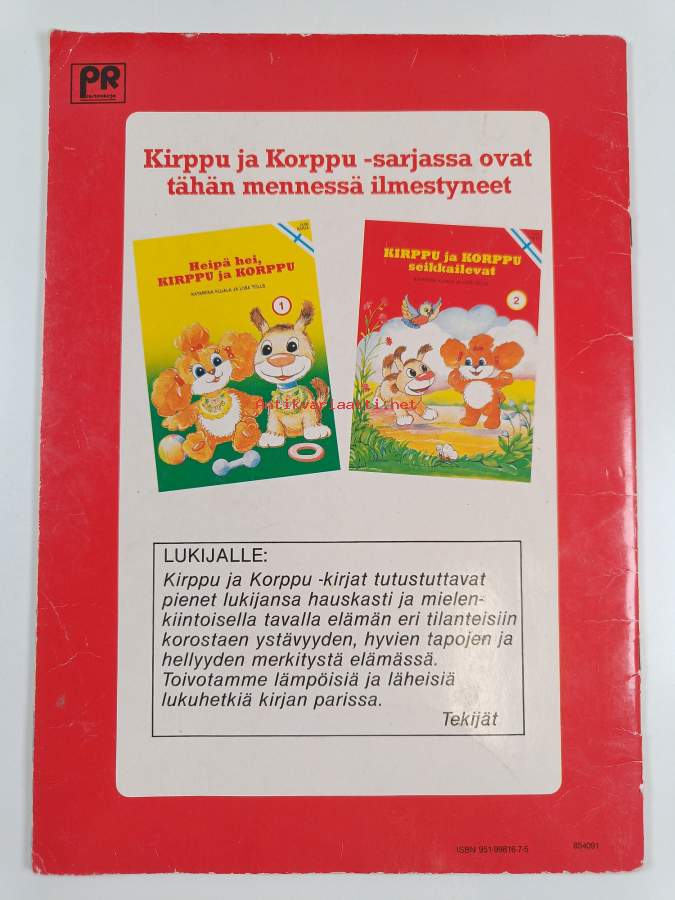 PR
Kirppu ja Korppu -sarjassa ovat
tähän mennessä ilmestyneet
Heipä hei,
KIRPPU ja KORPPU
1
KIRPPU ja KORPPU
seikkailevat
2
Antikvariaatti.net
LUKIJALLE:
Kirppu ja Korppu -kirjat tutustuttavat
pienet lukijansa hauskasti ja mielen-
kiintoisella tavalla elämän eri tilanteisiin
korostaen ystävyyden, hyvien tapojen ja
hellyyden merkitystä elämässä.
Toivotamme lämpöisiä ja läheisiä
lukuhetkiä kirjan parissa.
Tekijät
ISBN 951-99816-7-5
854091